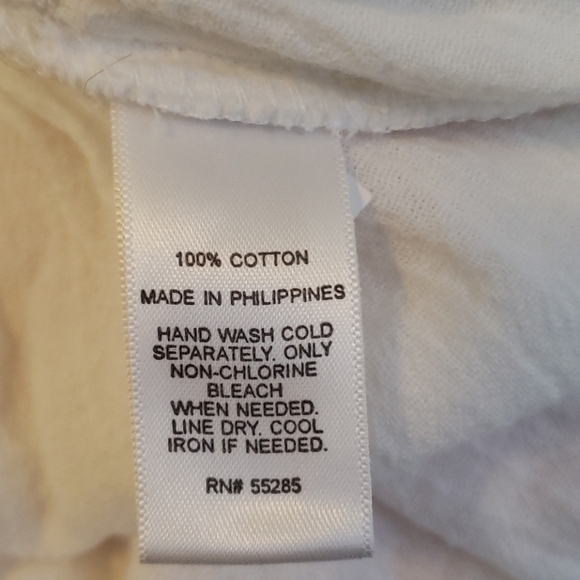 100% COTTON
MADE IN PHILIPPINES
HAND WASH COLD
SEPARATELY. ONLY
NON-CHLORINE
BLEACH
WHEN NEEDED.
LINE DRY. COOL
IRON IF NEEDED.
RN# 55285